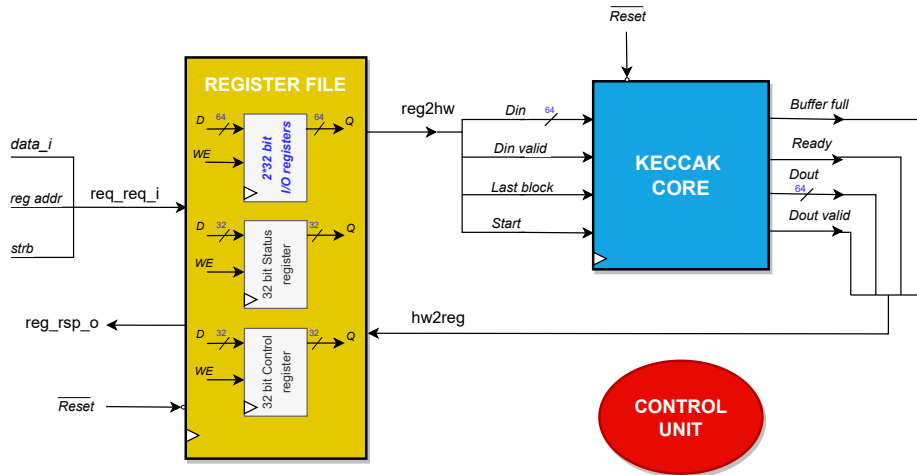 Reset
REGISTER FILE
D
64
64
Q
WE
2*32 bit
I/O registers
data_i
reg addr
strb
req_req_i
D
32
32
Q
WE
32 bit Status
register
reg_rsp_o
D
32
32
Q
WE
32 bit Control
register
Reset
reg2hw
Din
64
Din valid
Last block
Start
KECCAK
CORE
Buffer full
Ready
Dout
64
Dout valid
hw2reg
CONTROL
UNIT